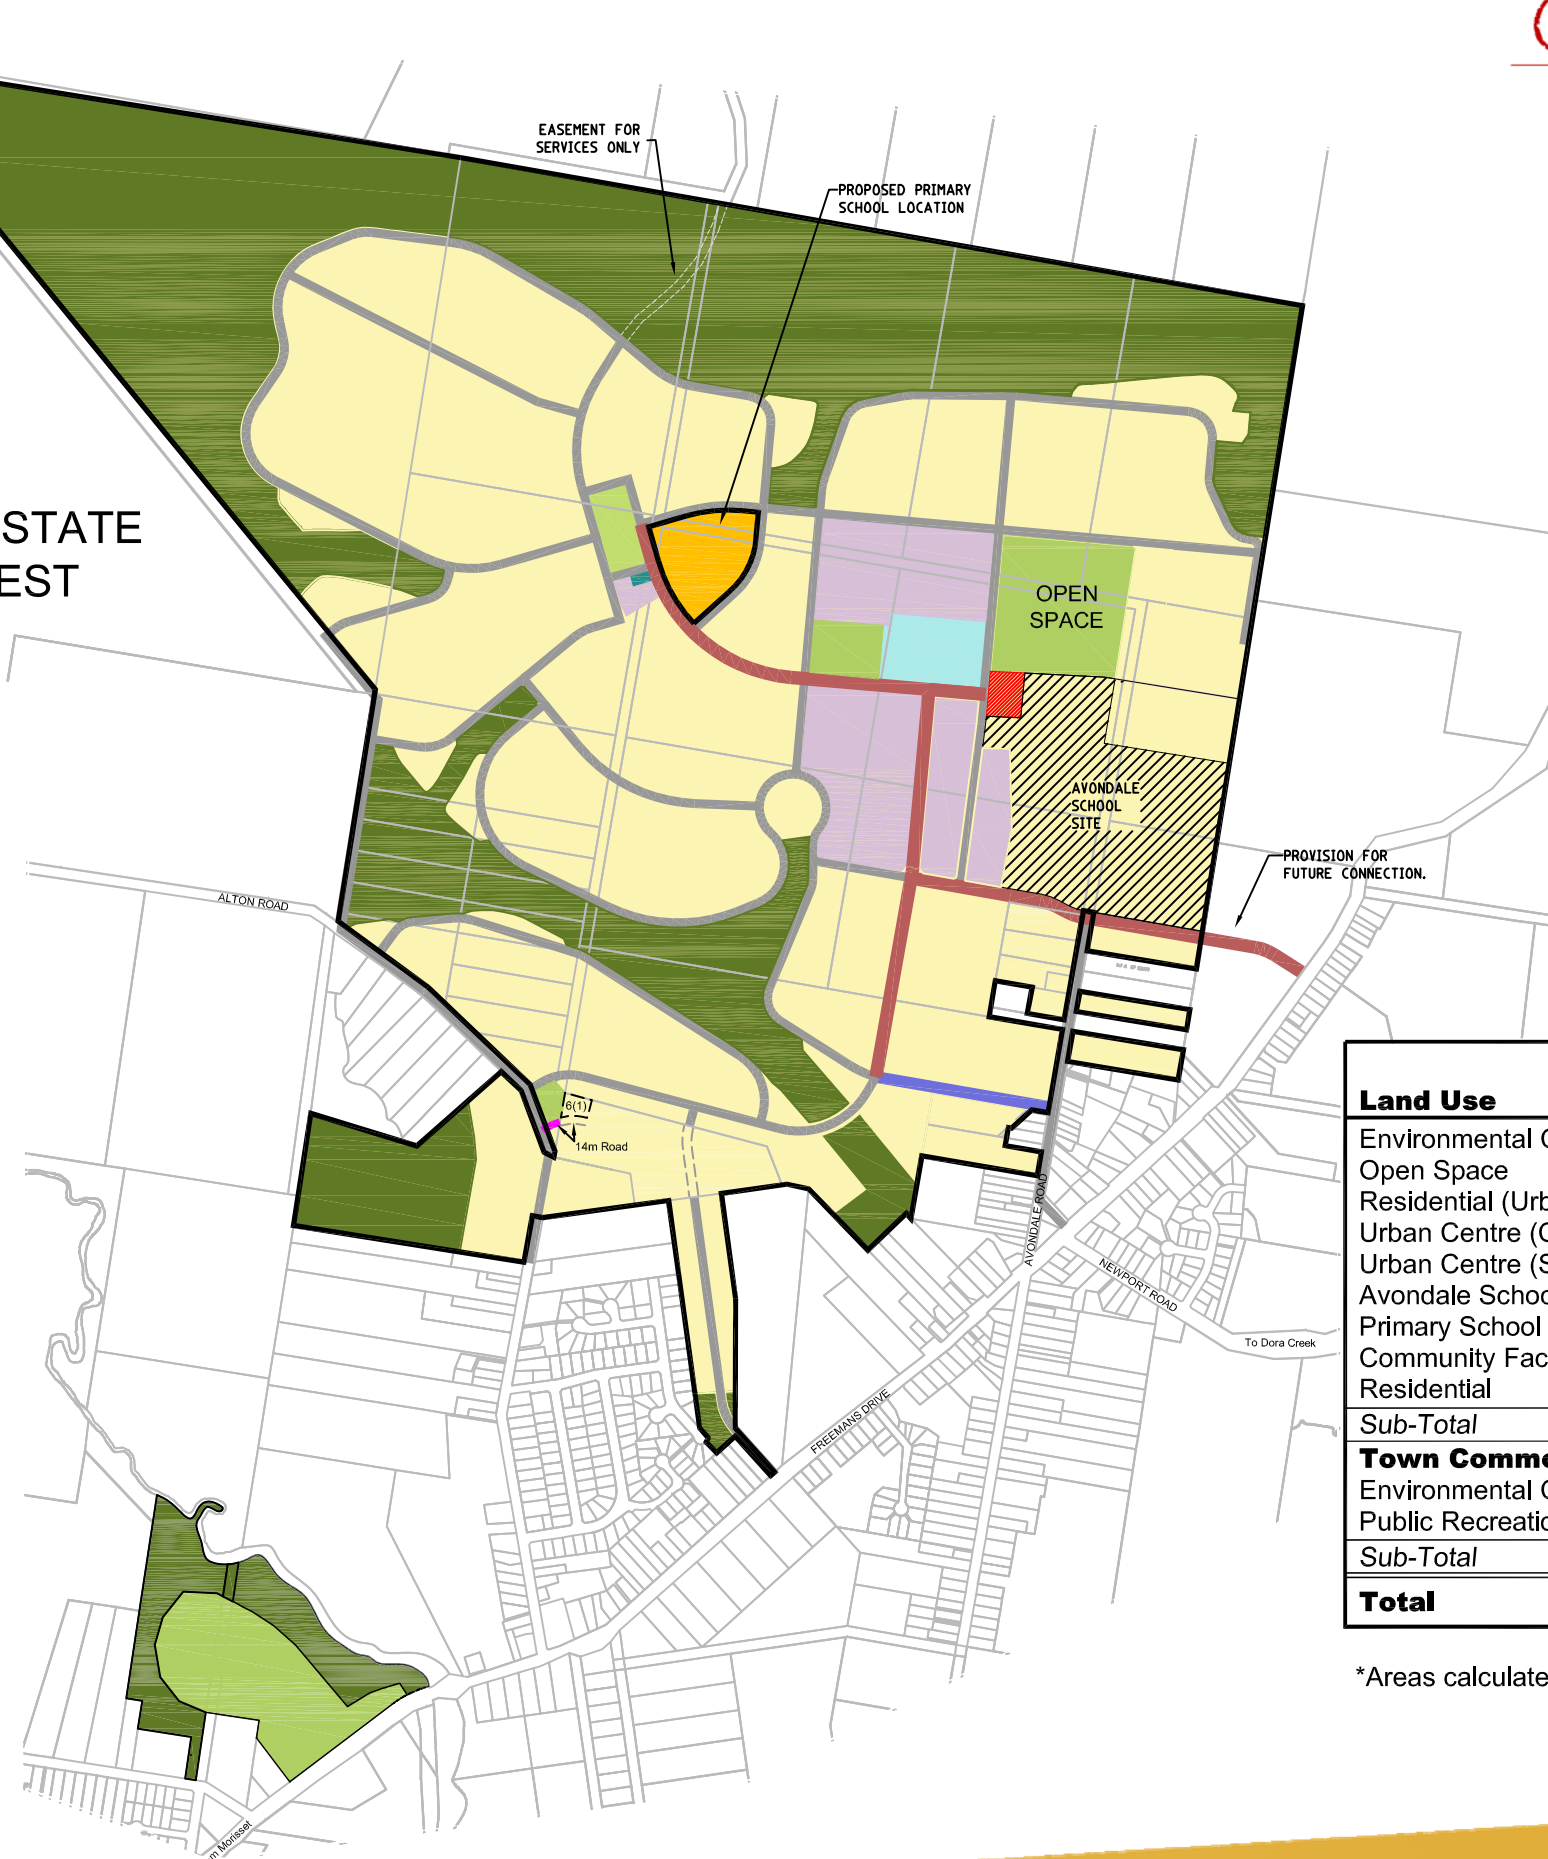 EASEMENT FOR
SERVICES ONLY
PROPOSED PRIMARY
SCHOOL LOCATION
STATE
EST
OPEN
SPACE
AVONDALE
SCHOOL
SITE
PROVISION FOR
FUTURE CONNECTION.
ALTON ROAD
6(1)
14m Road
AVONDALE ROAD
NEWPORT ROAD
To Dora Creek
FREEMANS DRIVE
m Morisset
Land Use
Environmental C
Open Space
Residential (Urb
Urban Centre (C
Urban Centre (S
Avondale Schoo
Primary School
Community Fac
Residential
Sub-Total
Town Comme
Environmental C
Public Recreatio
Sub-Total
Total
*Areas calculate